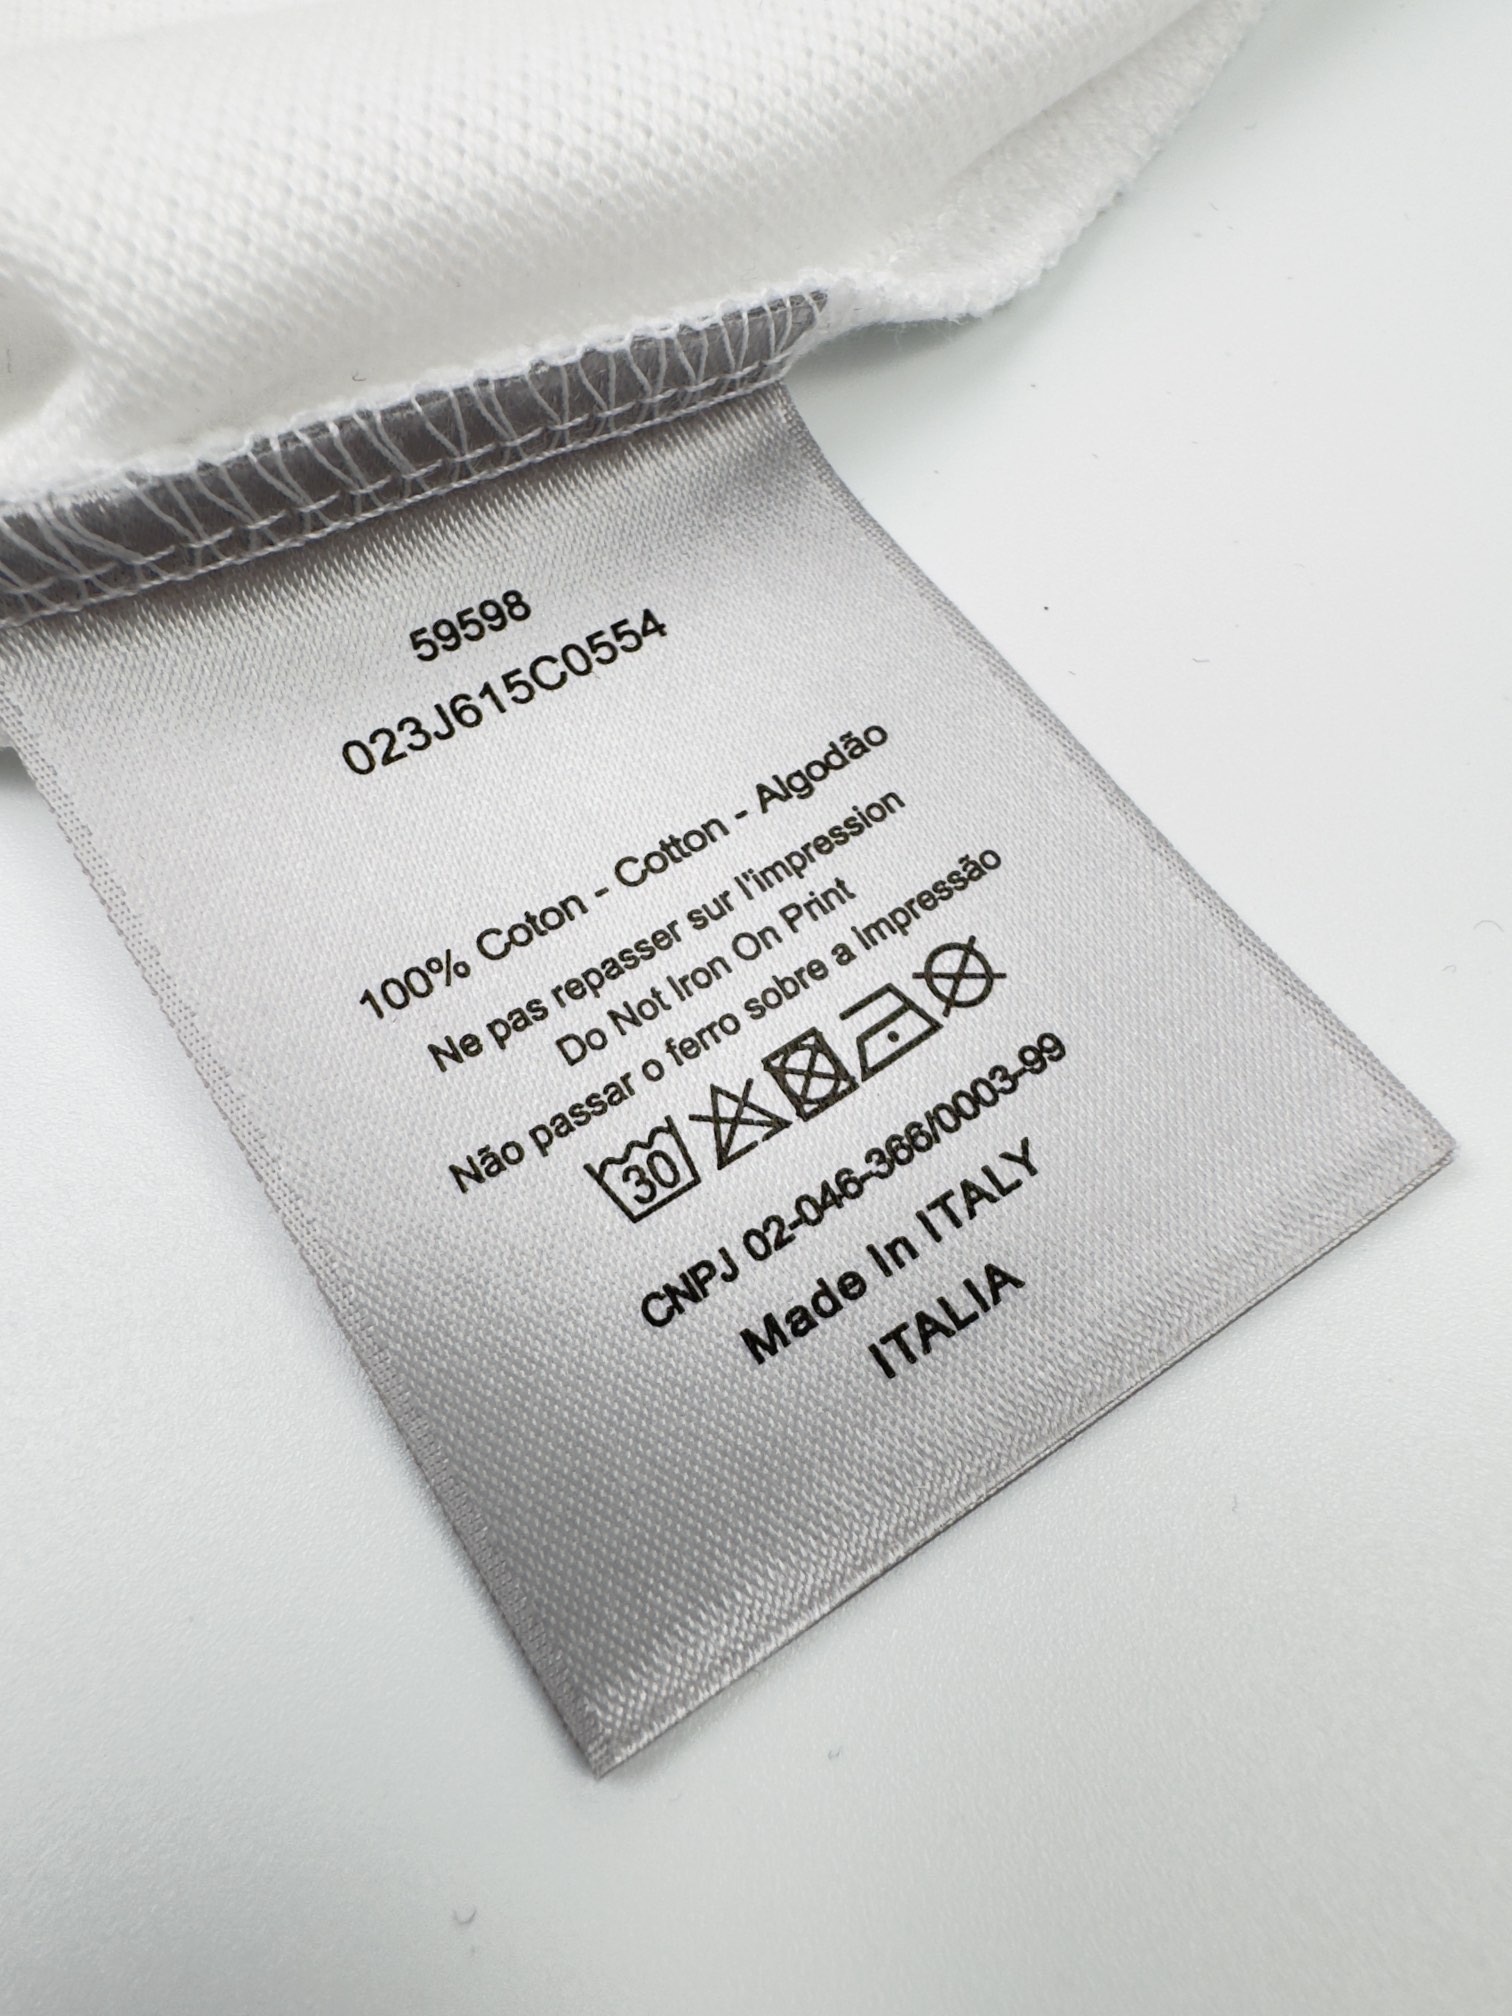 59598
023J615C0554
100% Coton - Cotton - Algodão
Ne pas repasser sur l'impression
Do Not Iron On Print
Não passar o ferro sobre a Impressão
30
CNPJ 02-046-366/0003-99
Made In ITALY
ITALIA